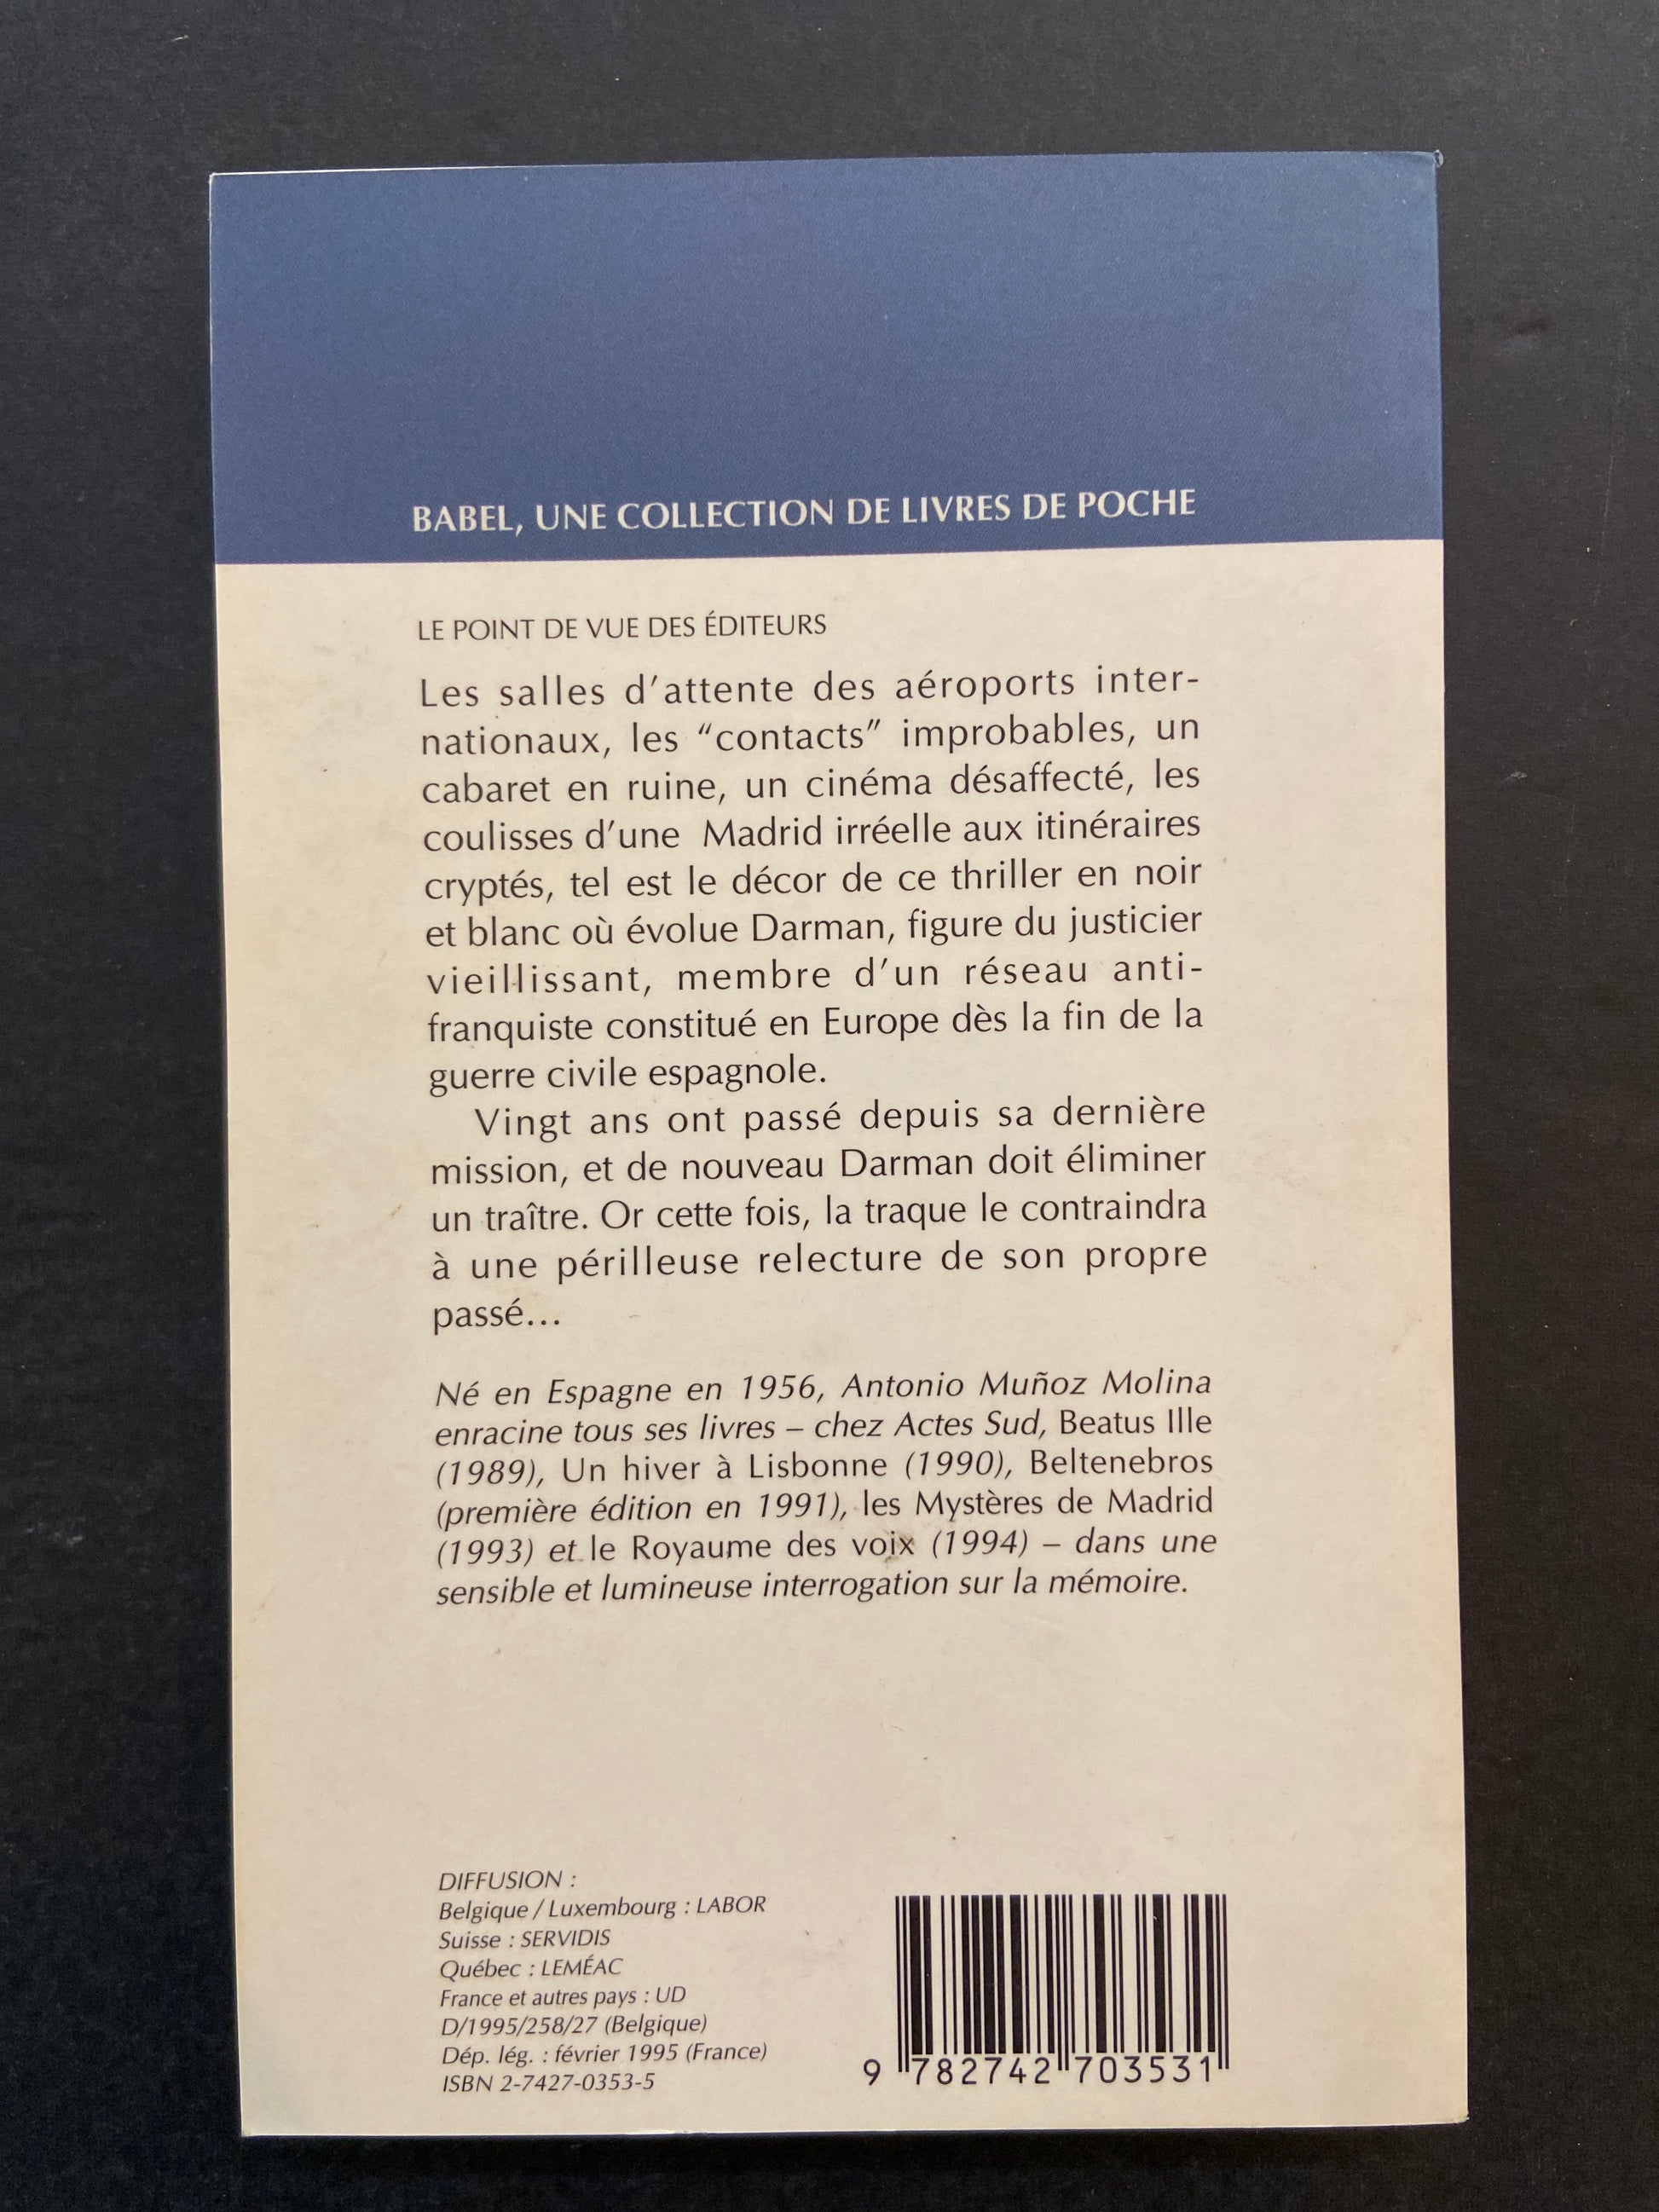 BABEL, UNE COLLECTION DE LIVRES DE POCHE
LE POINT DE VUE DES ÉDITEURS
Les salles d'attente des aéroports inter-
nationaux, les "contacts" improbables, un
cabaret en ruine, un cinéma désaffecté, les
coulisses d'une Madrid irréelle aux itinéraires
cryptés, tel est le décor de ce thriller en noir
et blanc où évolue Darman, figure du justicier
vieillissant, membre d'un réseau anti-
franquiste constitué en Europe dès la fin de la
guerre civile espagnole.
Vingt ans ont passé depuis sa dernière
mission, et de nouveau Darman doit éliminer
un traître. Or cette fois, la traque le contraindra
à une périlleuse relecture de son propre
passé...
Né en Espagne en 1956, Antonio Muñoz Molina
enracine tous ses livres – chez Actes Sud, Beatus Ille
(1989), Un hiver à Lisbonne (1990), Beltenebros
(première édition en 1991), les Mystères de Madrid
(1993) et le Royaume des voix (1994) – dans une
sensible et lumineuse interrogation sur la mémoire.
DIFFUSION :
Belgique / Luxembourg : LABOR
Suisse : SERVIDIS
Québec : LEMÉAC
France et autres pays : UD
D/1995/258/27 (Belgique)
Dép. lég. : février 1995 (France)
ISBN 2-7427-0353-5
9 782742 703531